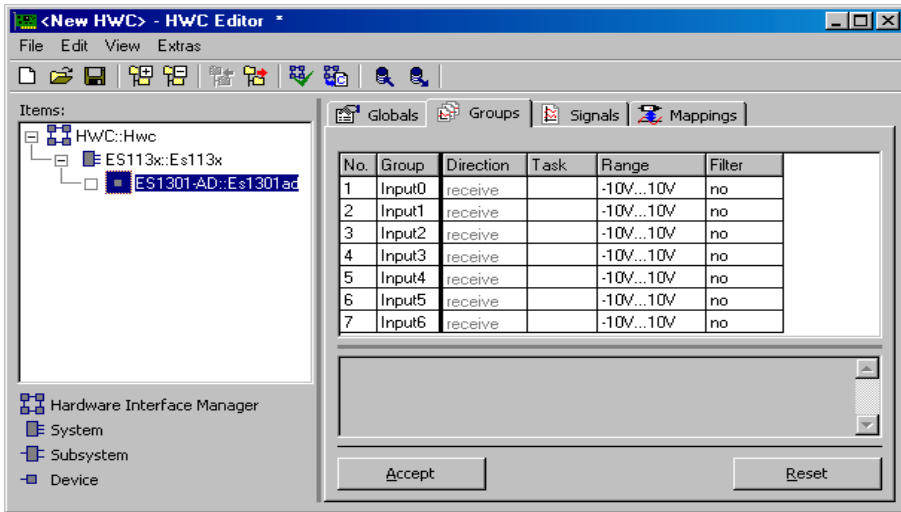 <New HWC> - HWC Editor *
File Edit View Extras
Items:
HWC::Hwc
ES113x::Es113x
ES1301-AD::Es1301ad
Globals Groups Signals Mappings
No. Group Direction Task Range Filter
1 Input0 receive -10V...10V no
2 Input1 receive -10V...10V no
3 Input2 receive -10V...10V no
4 Input3 receive -10V...10V no
5 Input4 receive -10V...10V no
6 Input5 receive -10V...10V no
7 Input6 receive -10V...10V no
Hardware Interface Manager
System
Subsystem
Device
Accept Reset